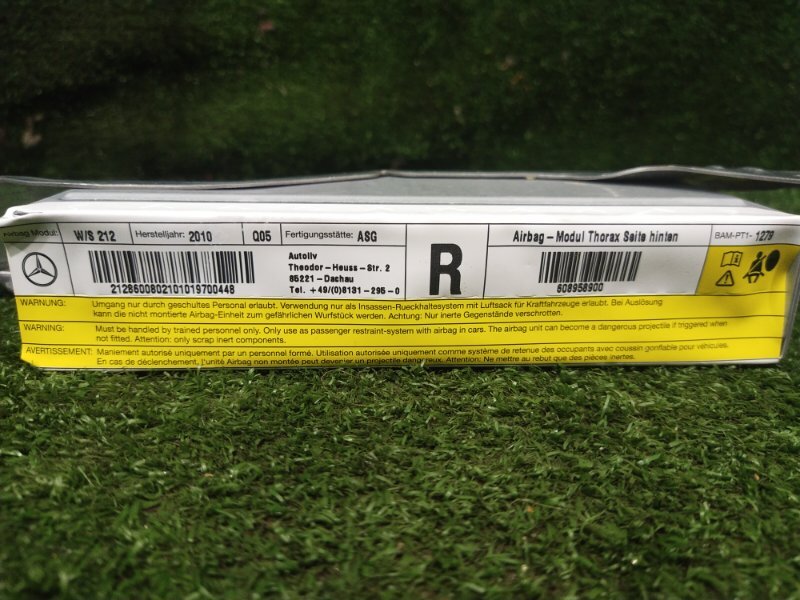 Airbag Modul: W/S 212 Herstelljahr: 2010 Q05 Fertigungsstätte: ASG
2128600802101019700448
Autoliv
Theodor-Heuss-Str. 2
85221-Dachau
Tel. +49/(0)8131-295-0
R
Airbag-Modul Thorax Seite hinten
608958900
BAM-PT1-1279
WARNUNG: Umgang nur durch geschultes Personal erlaubt. Verwendung nur als Insassen-Rueckhaltesystem mit Luftsack für Kraftfahrzeuge erlaubt. Bei Auslösung
kann die nicht montierte Airbag-Einheit zum gefährlichen Wurfstück werden. Achtung: Nur inerte Gegenstände verschrotten.
WARNING: Must be handled by trained personnel only. Only use as passenger restraint-system with airbag in cars. The airbag unit can become a dangerous projectile if triggered when
not fitted. Attention: only scrap inert components.
AVERTISSEMENT: Maniement autorisé uniquement par un personnel formé. Utilisation autorisée uniquement comme système de retenue des occupants avec coussin gonflable pour véhicules.
En cas de déclenchement, l'unité Airbag non montée peut devenir un projectile dangereux. Attention: Ne mettre au rebut que des pièces inertes.